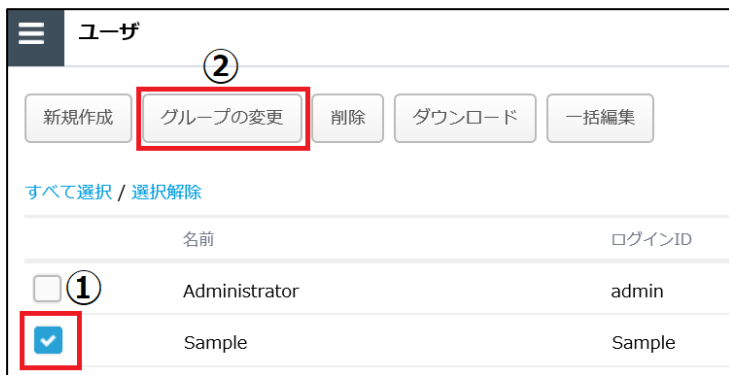 ユーザ
②
新規作成 グループの変更 削除 ダウンロード 一括編集
すべて選択 / 選択解除
名前 ログインID
① Administrator admin
Sample Sample